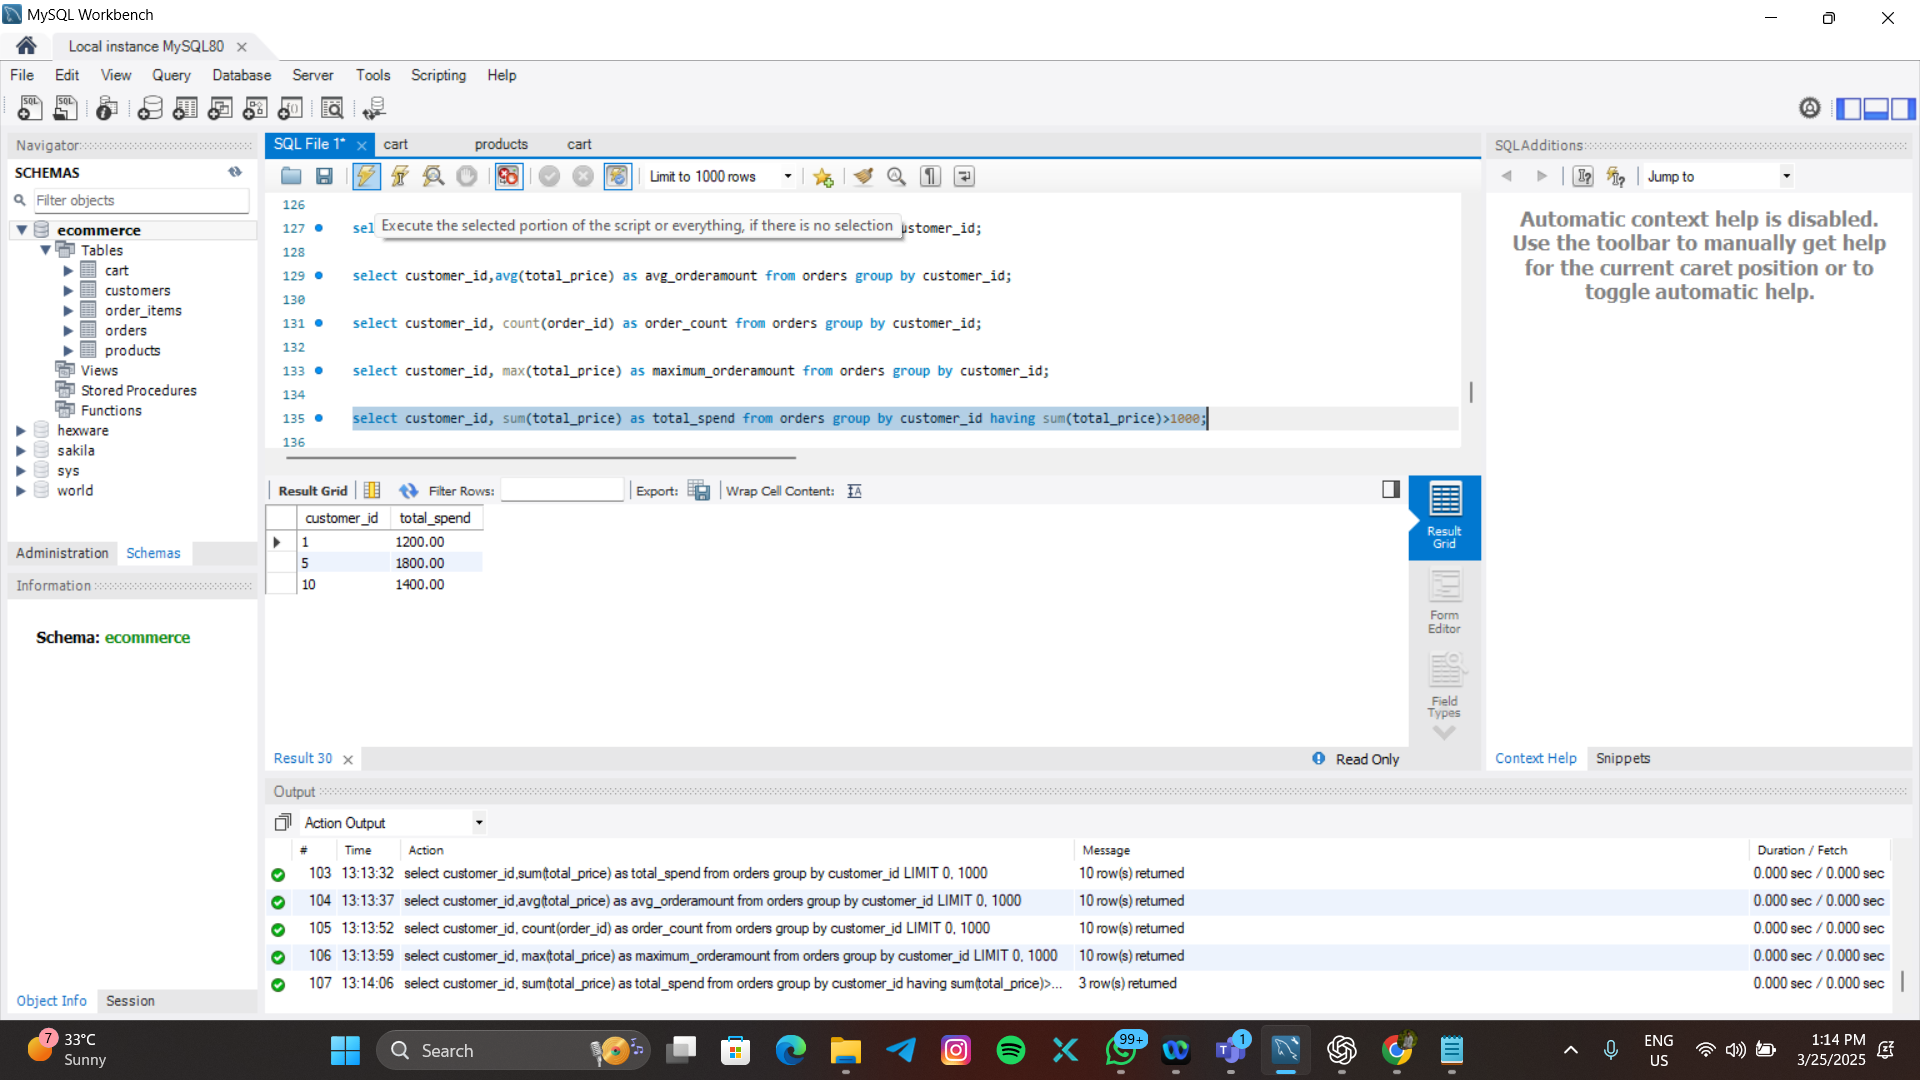 MySQL Workbench
Local instance MySQL80
File Edit View Query Database Server Tools Scripting Help
Navigator
SCHEMAS
Filter objects
ecommerce
Tables
cart
customers
order_items
orders
products
Views
Stored Procedures
Functions
hexware
sakila
sys
world
Administration Schemas
Information
Schema: ecommerce
Object Info Session
SQL File 1* cart products cart
Limit to 1000 rows
126
127 sel ustomer_id;
Execute the selected portion of the script or everything, if there is no selection
128
129 select customer_id,avg(total_price) as avg_orderamount from orders group by customer_id;
130
131 select customer_id, count(order_id) as order_count from orders group by customer_id;
132
133 select customer_id, max(total_price) as maximum_orderamount from orders group by customer_id;
134
135 select customer_id, sum(total_price) as total_spend from orders group by customer_id having sum(total_price)>1000;
136
Result Grid Filter Rows: Export: Wrap Cell Content:
customer_id total_spend
1 1200.00
5 1800.00
10 1400.00
Result Grid
Form Editor
Field Types
Result 30 Read Only
SQLAdditions
Jump to
Automatic context help is disabled.
Use the toolbar to manually get help
for the current caret position or to
toggle automatic help.
Context Help Snippets
Output
Action Output
# Time Action Message Duration / Fetch
103 13:13:32 select customer_id,sum(total_price) as total_spend from orders group by customer_id LIMIT 0, 1000 10 row(s) returned 0.000 sec / 0.000 sec
104 13:13:37 select customer_id,avg(total_price) as avg_orderamount from orders group by customer_id LIMIT 0, 1000 10 row(s) returned 0.000 sec / 0.000 sec
105 13:13:52 select customer_id, count(order_id) as order_count from orders group by customer_id LIMIT 0, 1000 10 row(s) returned 0.000 sec / 0.000 sec
106 13:13:59 select customer_id, max(total_price) as maximum_orderamount from orders group by customer_id LIMIT 0, 1000 10 row(s) returned 0.000 sec / 0.000 sec
107 13:14:06 select customer_id, sum(total_price) as total_spend from orders group by customer_id having sum(total_price)>... 3 row(s) returned 0.000 sec / 0.000 sec
7 33°C
Sunny
Search
99+
1
ENG
US
1:14 PM
3/25/2025